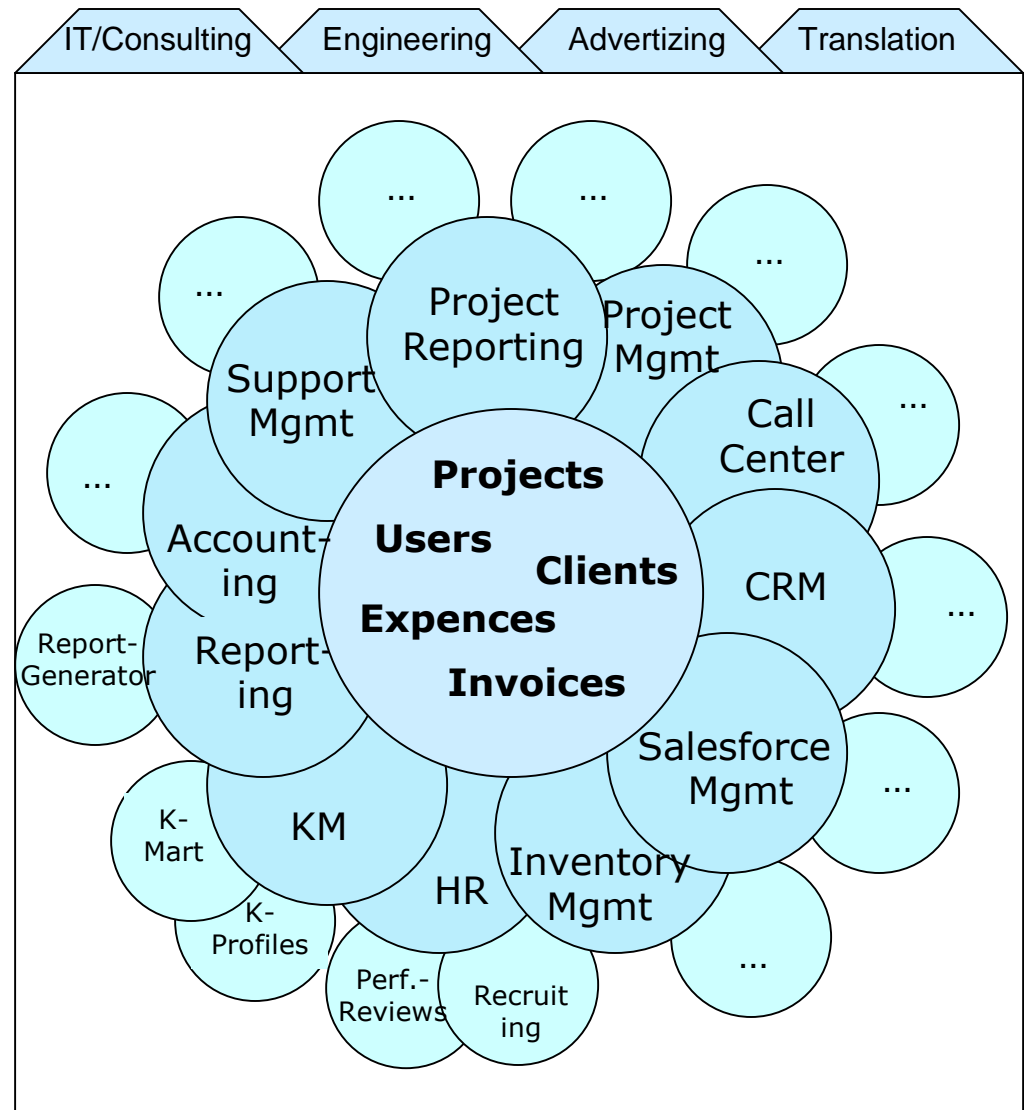 IT/Consulting
Engineering
Advertizing
Translation
...
...
...
...
Project
Reporting
Project
Mgmt
Support
Mgmt
Call
Center
...
...
Projects
Users
Clients
Expences
Invoices
Account-
ing
CRM
...
Report-
Generator
Report-
ing
Salesforce
Mgmt
...
K-
Mart
KM
HR
Inventory
Mgmt
K-
Profiles
...
Perf.-
Reviews
Recruit
ing